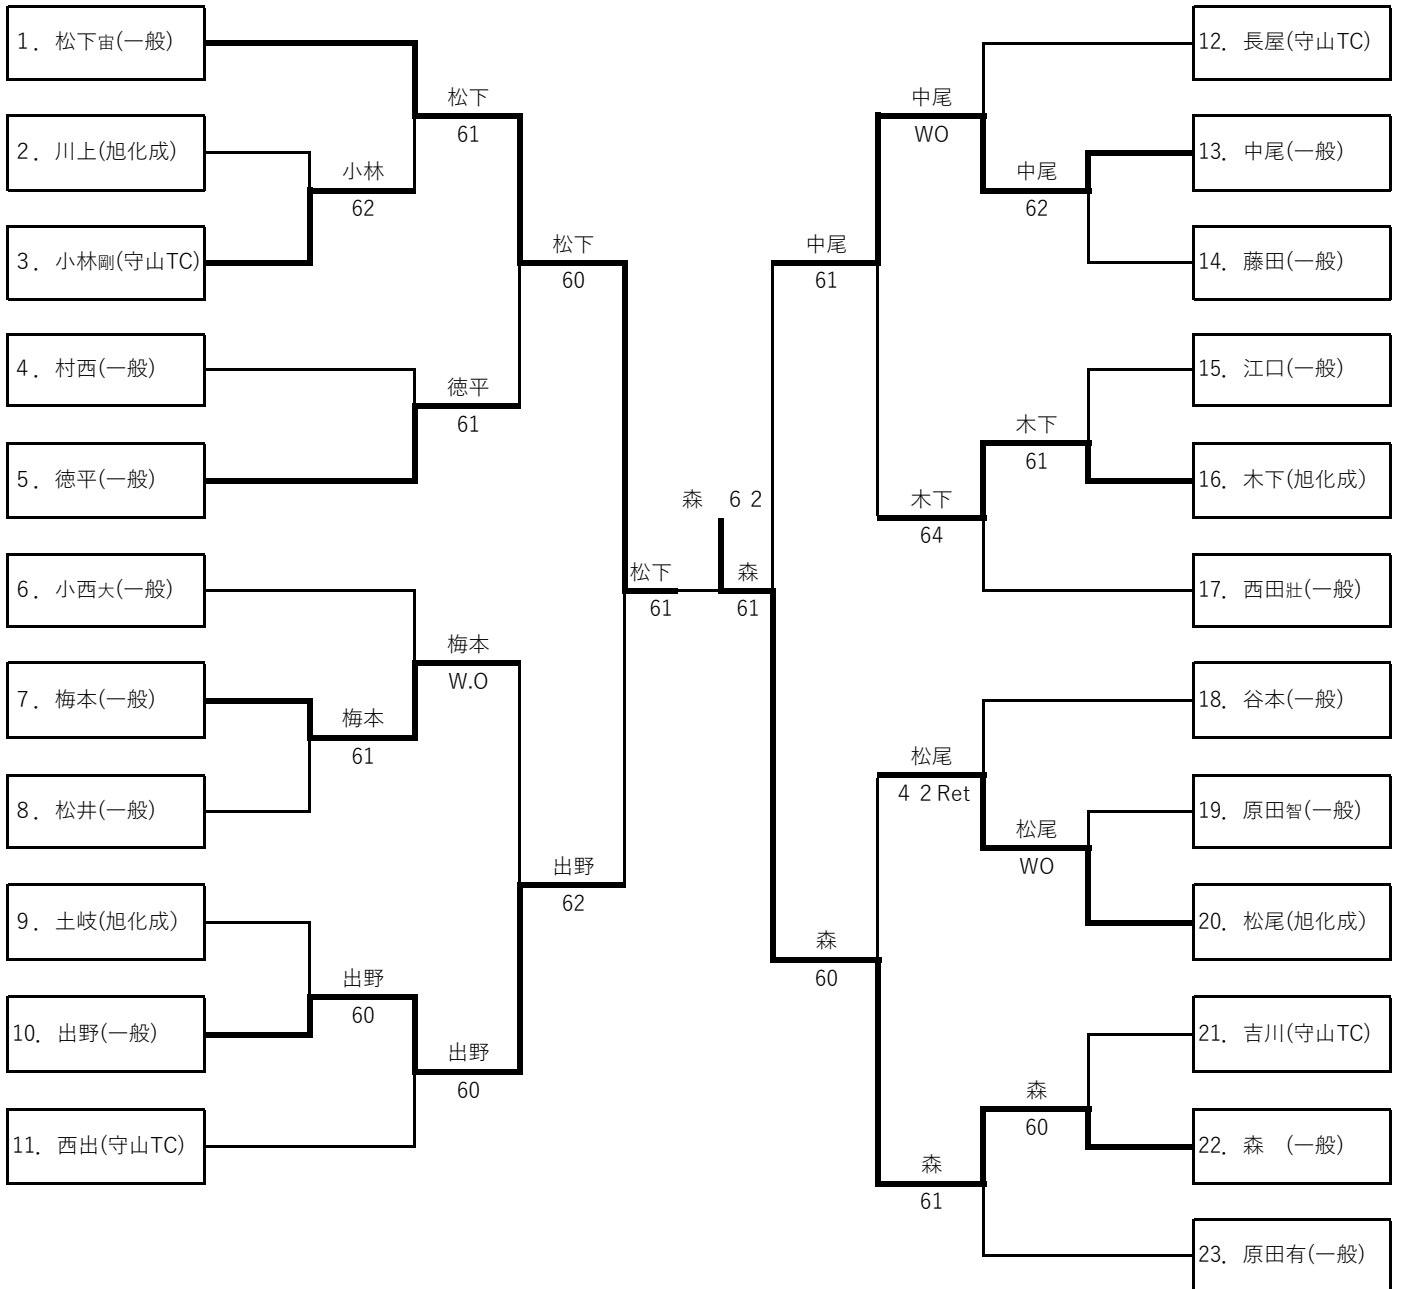 1．松下宙(一般)
2．川上(旭化成)
3．小林剛(守山TC)
4．村西(一般)
5．徳平(一般)
6．小西大(一般)
7．梅本(一般)
8．松井(一般)
9．土岐(旭化成)
10．出野(一般)
11．西出(守山TC)
小林
62
梅本
61
出野
60
松下
61
徳平
61
梅本
W.O
出野
60
松下
60
出野
62
松下
61
森　６２
森
61
中尾
61
森
60
中尾
WO
木下
64
松尾
４２Ret
森
61
中尾
62
木下
61
松尾
WO
森
60
12．長屋(守山TC)
13．中尾(一般)
14．藤田(一般)
15．江口(一般)
16．木下(旭化成)
17．西田壯(一般)
18．谷本(一般)
19．原田智(一般)
20．松尾(旭化成)
21．吉川(守山TC)
22．森　(一般)
23．原田有(一般)